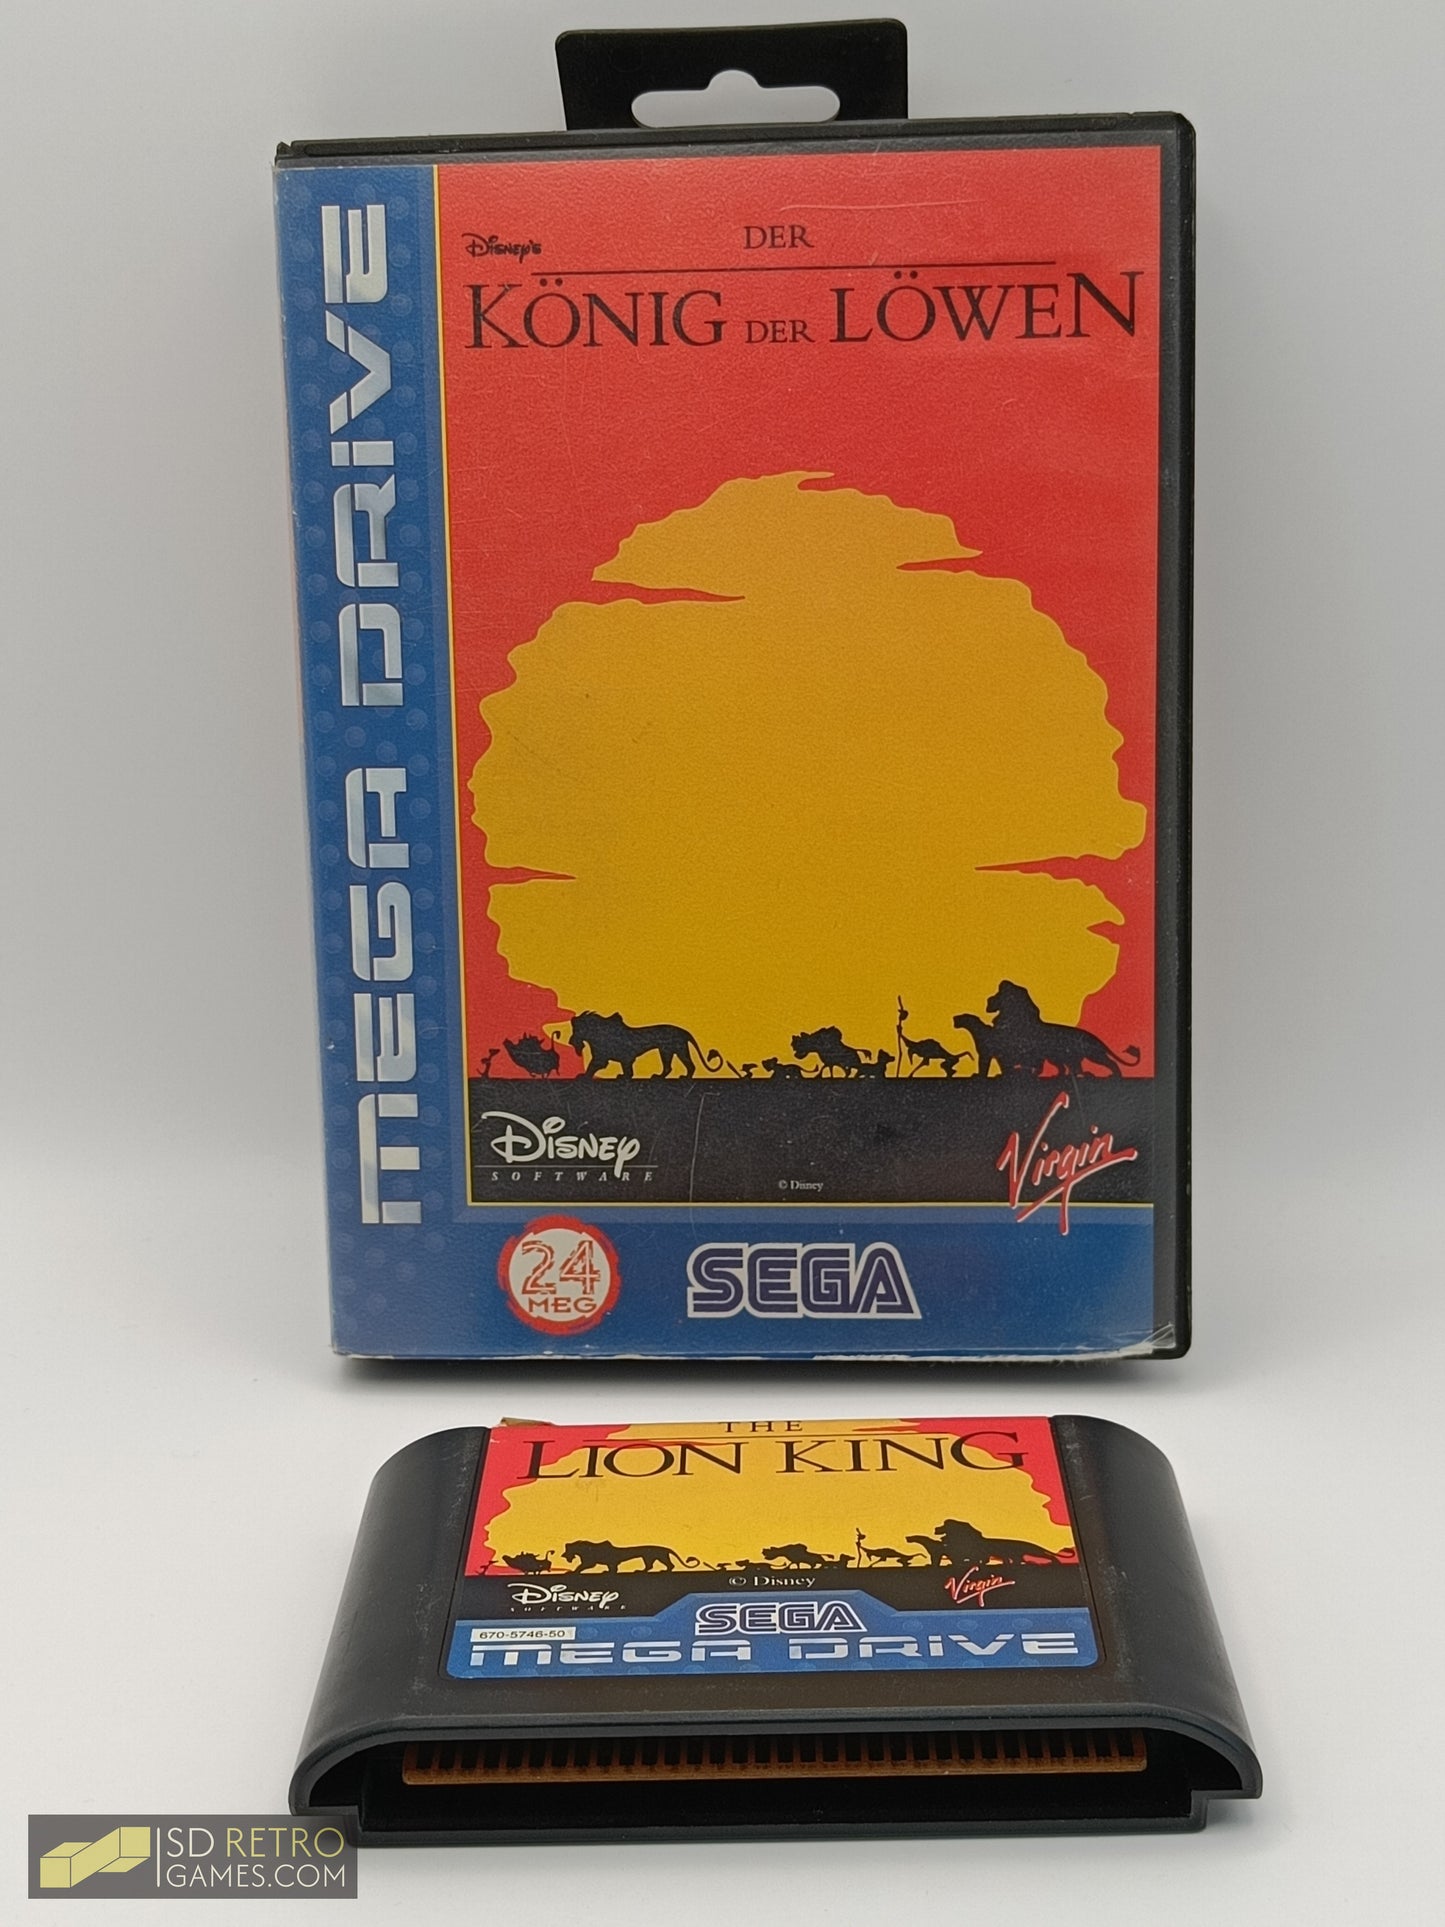 MEGA DRIVE
Disney's
DER
KÖNIG DER LÖWEN
Disney
SOFTWARE
© Disney
Virgin
24
MEG
SEGA
THE
LION KING
Disney
SOFTWARE
© Disney
Virgin
SEGA
670-5746-50
MEGA DRIVE
SD RETRO
GAMES.COM